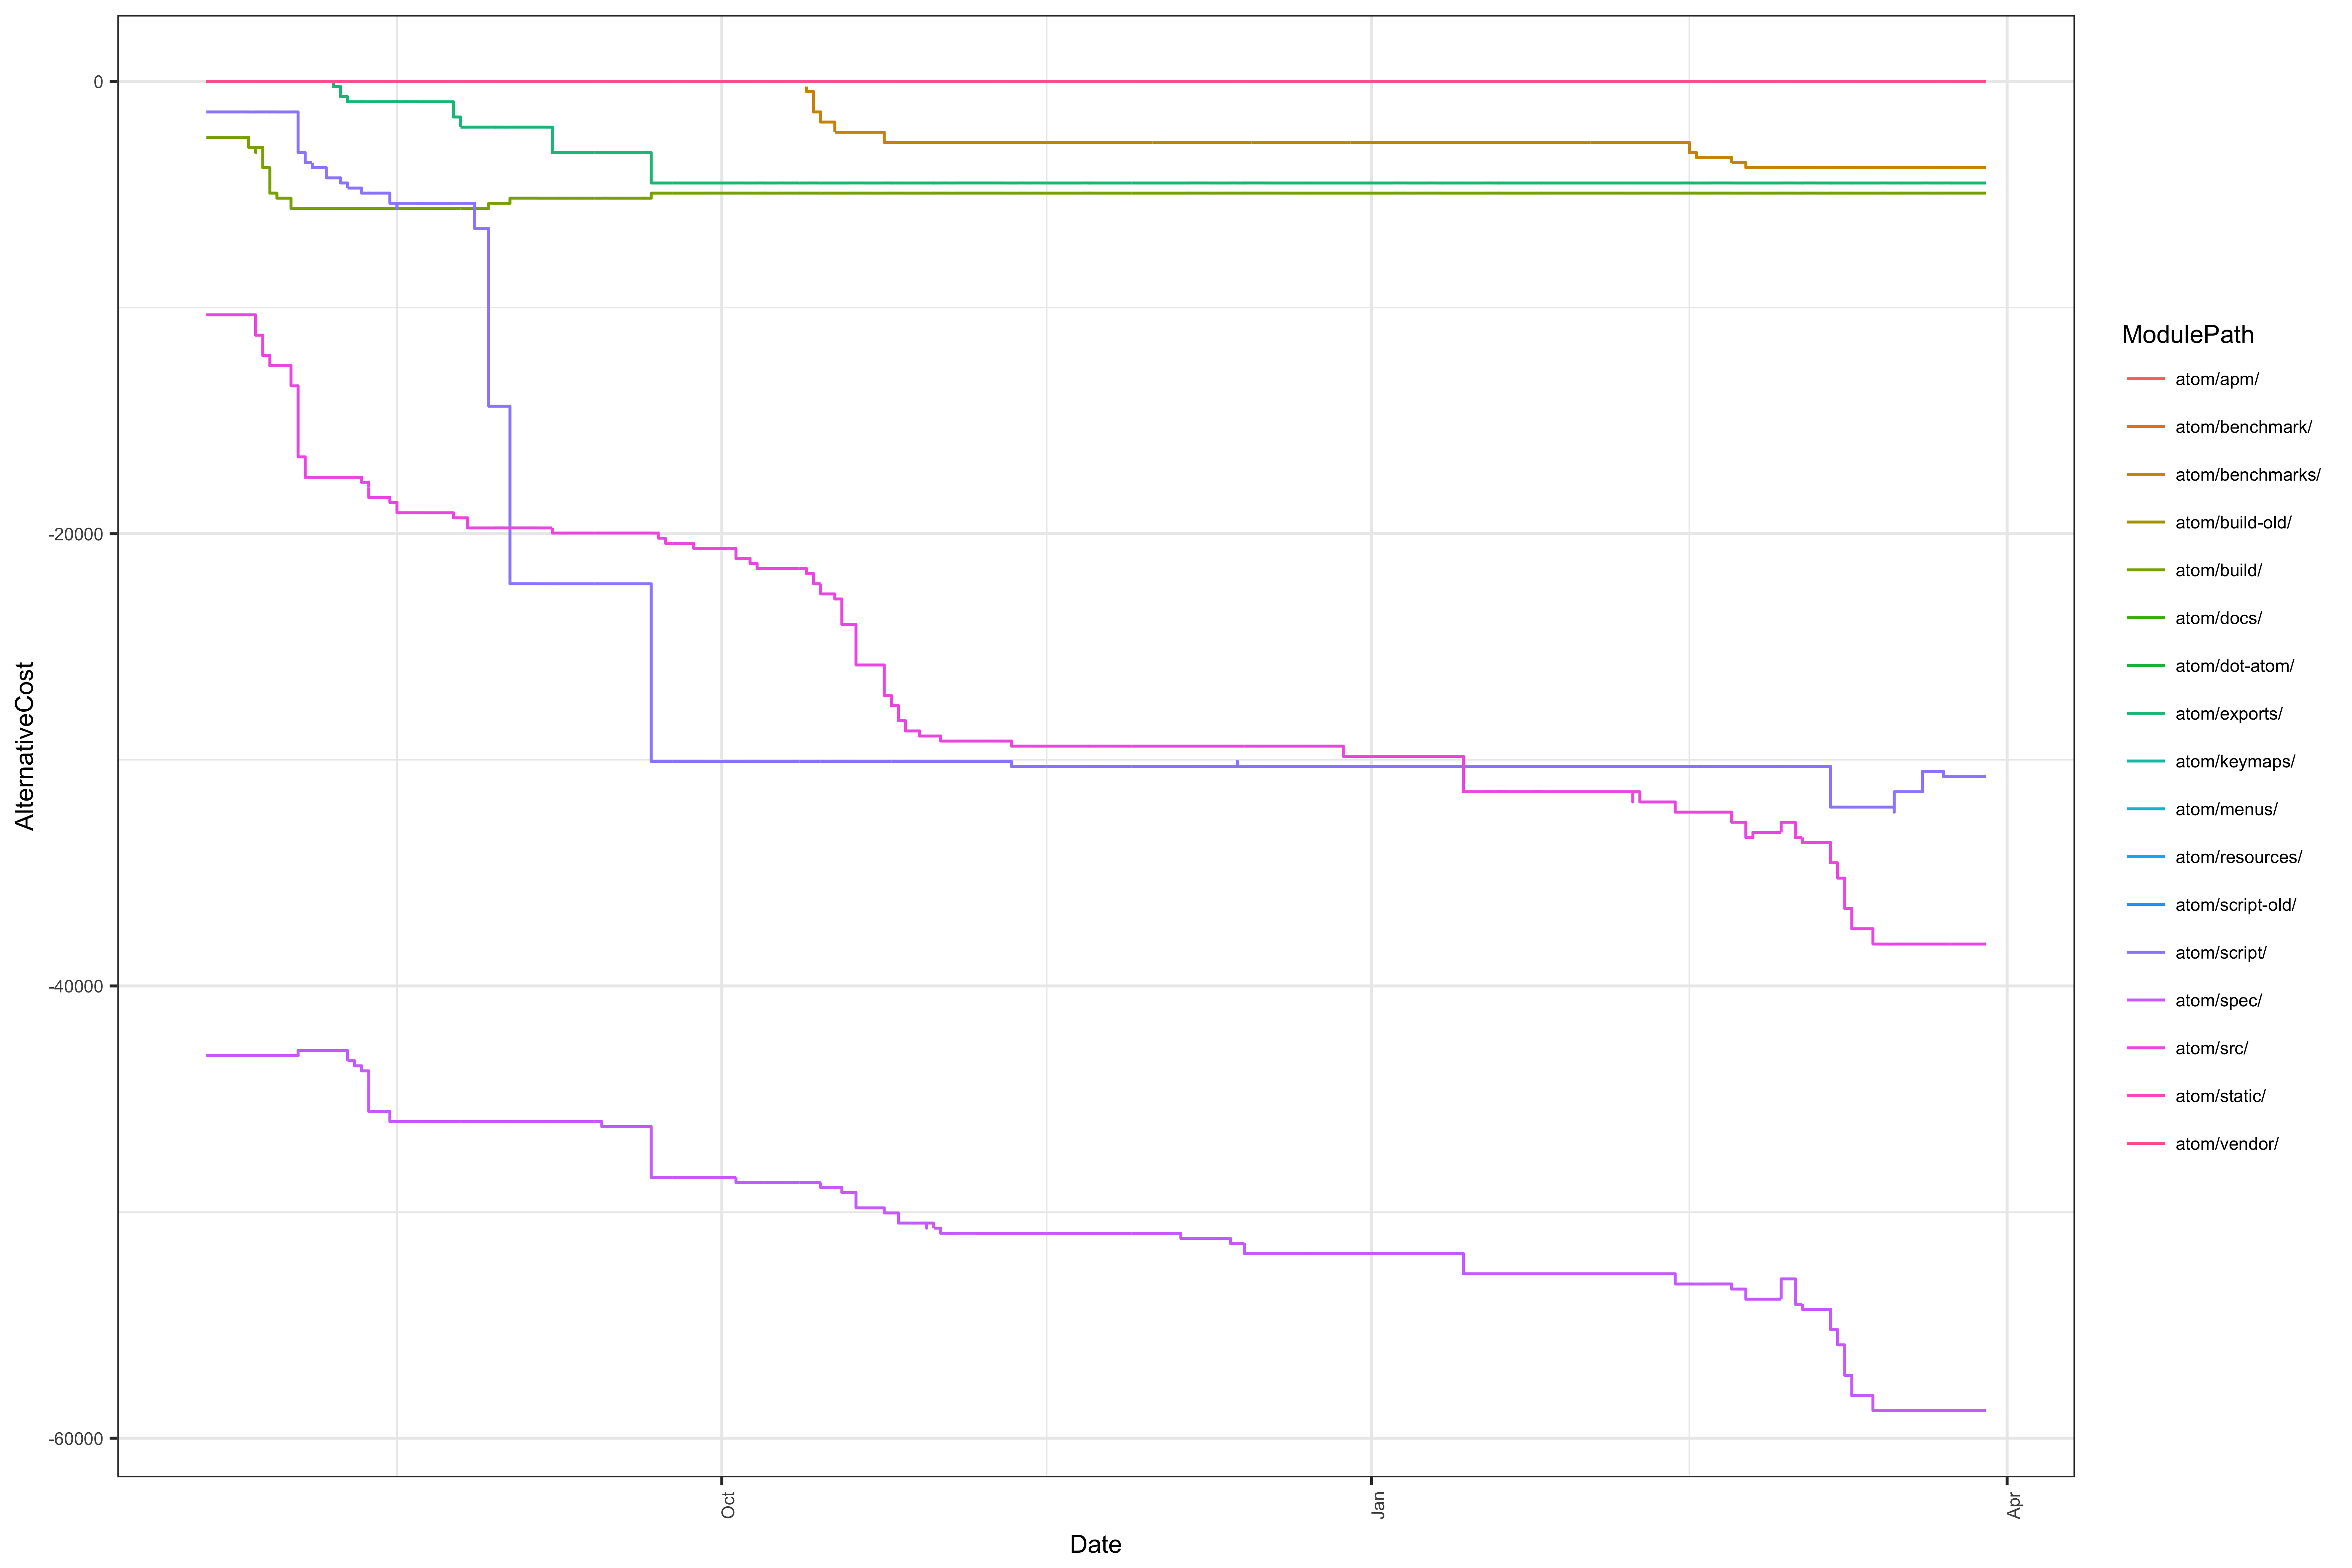 AlternativeCost
0
-20000
-40000
-60000
Oct
Jan
Apr
Date
ModulePath
atom/apm/
atom/benchmark/
atom/benchmarks/
atom/build-old/
atom/build/
atom/docs/
atom/dot-atom/
atom/exports/
atom/keymaps/
atom/menus/
atom/resources/
atom/script-old/
atom/script/
atom/spec/
atom/src/
atom/static/
atom/vendor/